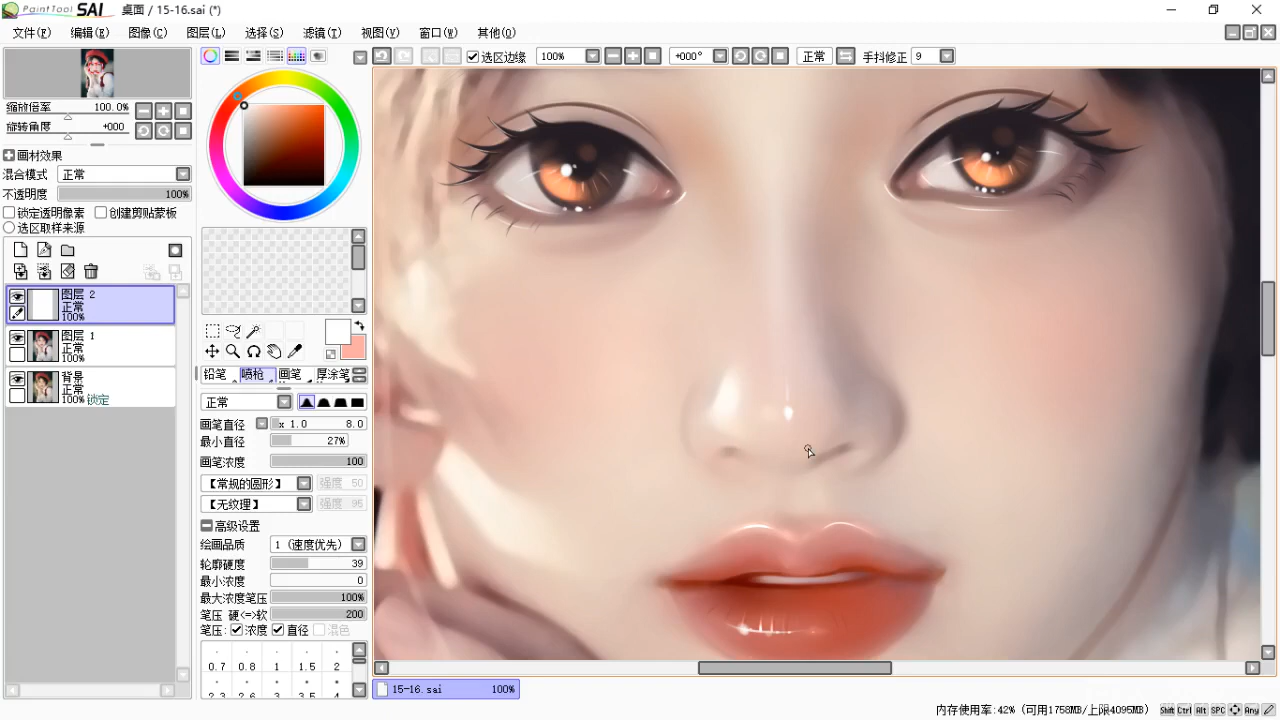 PaintTool SAI 桌面 / 15-16.sai (*)
文件(F) 编辑(E) 图像(C) 图层(L) 选择(S) 滤镜(T) 视图(V) 窗口(W) 其他(O)
选区边缘 100% +000° 正常 手抖修正 9
缩放倍率 100.0%
旋转角度 +000
画材效果
混合模式 正常
不透明度 100%
锁定透明像素 创建剪贴蒙板
选区取样来源
图层 2
正常
100%
图层 1
正常
100%
背景
正常
100% 锁定
铅笔 喷枪 画笔 厚涂笔
正常
画笔直径 x 1.0 8.0
最小直径 27%
画笔浓度 100
【常规的圆形】 强度 50
【无纹理】 强度 95
高级设置
绘画品质 1 (速度优先)
轮廓硬度 39
最小浓度 0
最大浓度笔压 100%
笔压 硬<=>软 200
笔压: 浓度 直径 混色
0.7 0.8 1 1.5 2
2.3 2.6 3 3.5 4
15-16.sai 100%
内存使用率: 42% (可用1758MB/上限4095MB) Shift Ctrl Alt SPC Any